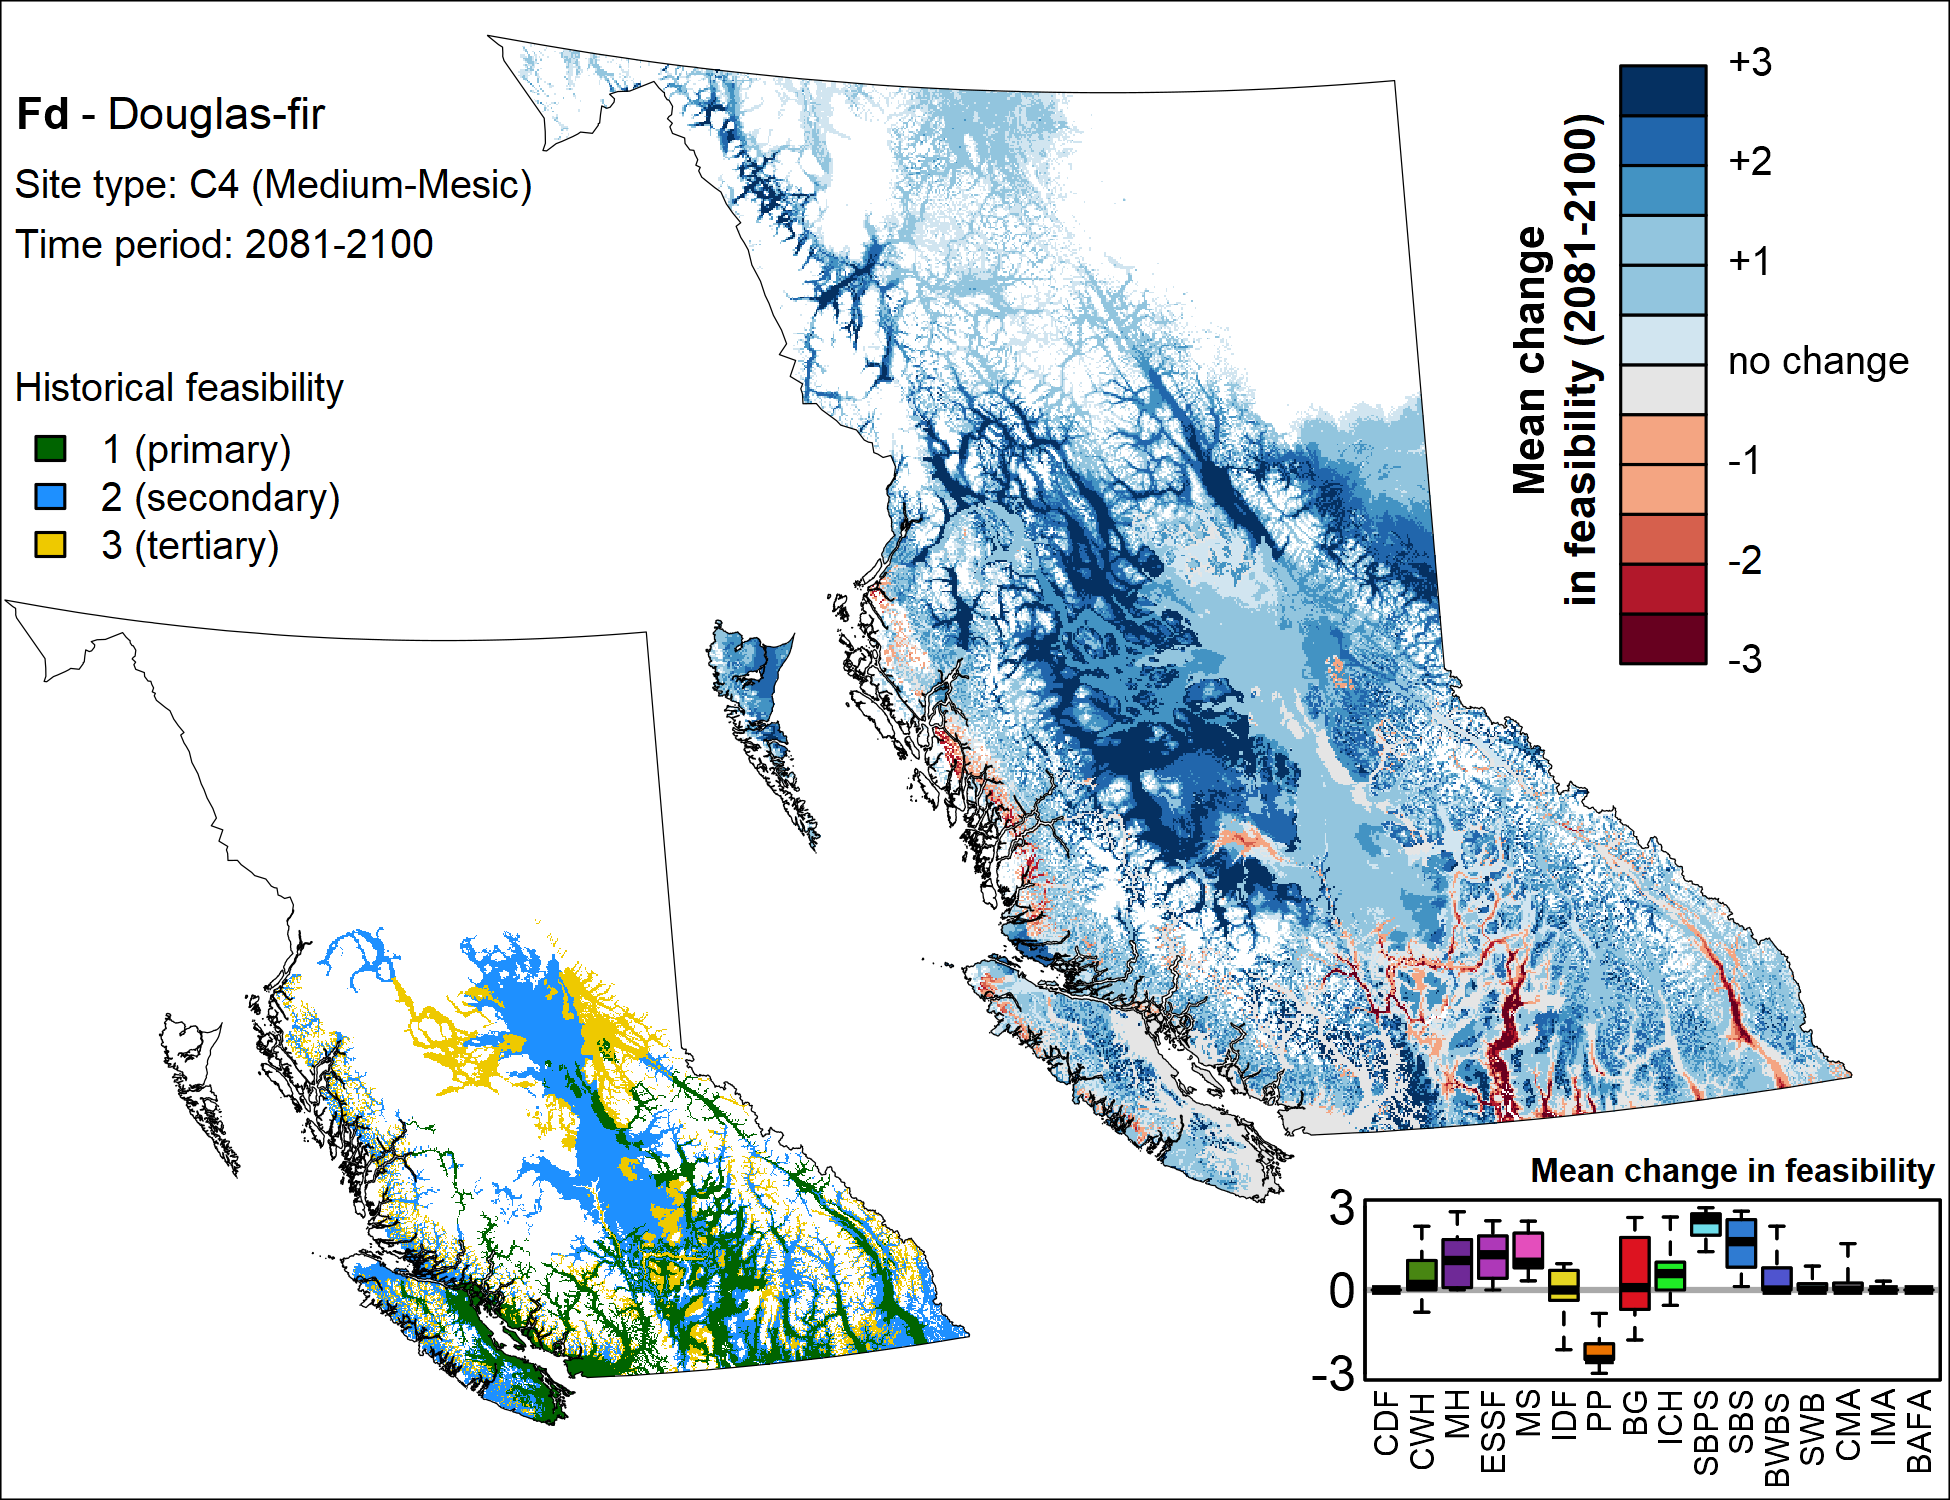 Fd - Douglas-fir
Site type: C4 (Medium-Mesic)
Time period: 2081-2100
Historical feasibility
1 (primary)
2 (secondary)
3 (tertiary)
Mean change
in feasibility (2081-2100)
+3
+2
+1
no change
-1
-2
-3
Mean change in feasibility
3
0
-3
CDF
CWH
MH
ESSF
MS
IDF
PP
BG
ICH
SBPS
SBS
BWBS
SWB
CMA
IMA
BAFA